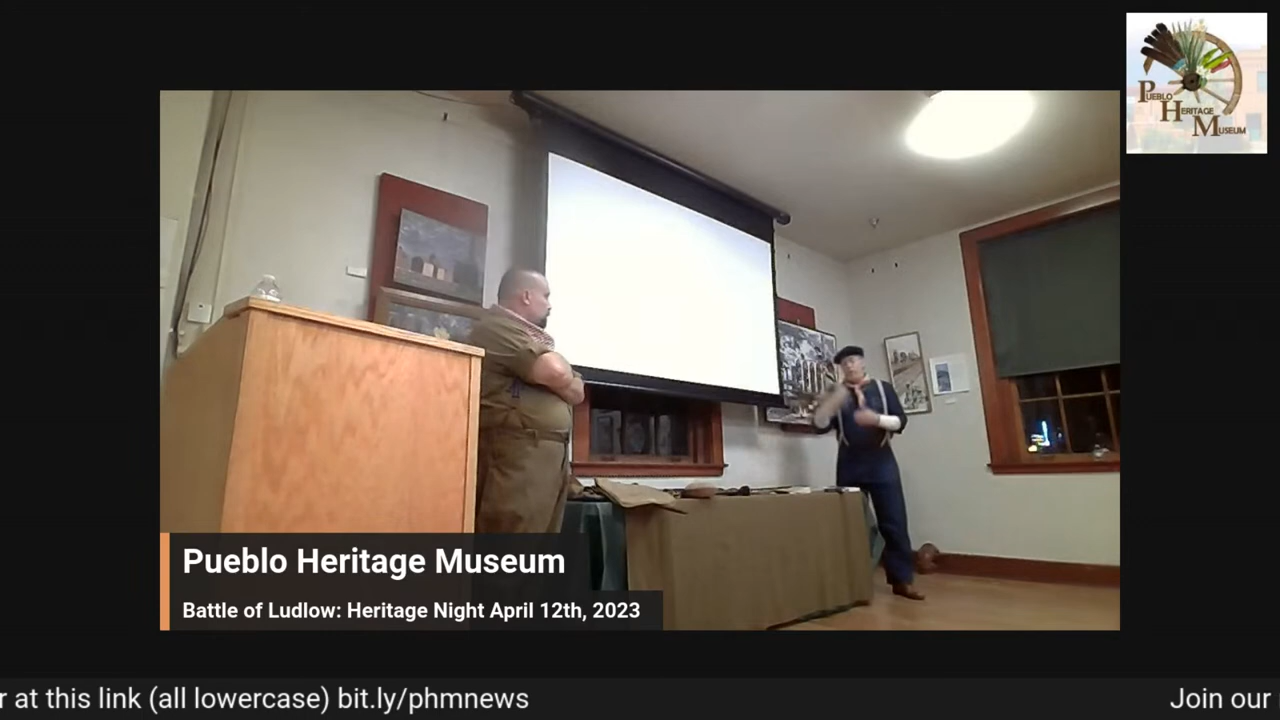 PUEBLO
HERITAGE
MUSEUM
Pueblo Heritage Museum
Battle of Ludlow: Heritage Night April 12th, 2023
r at this link (all lowercase) bit.ly/phmnews
Join our